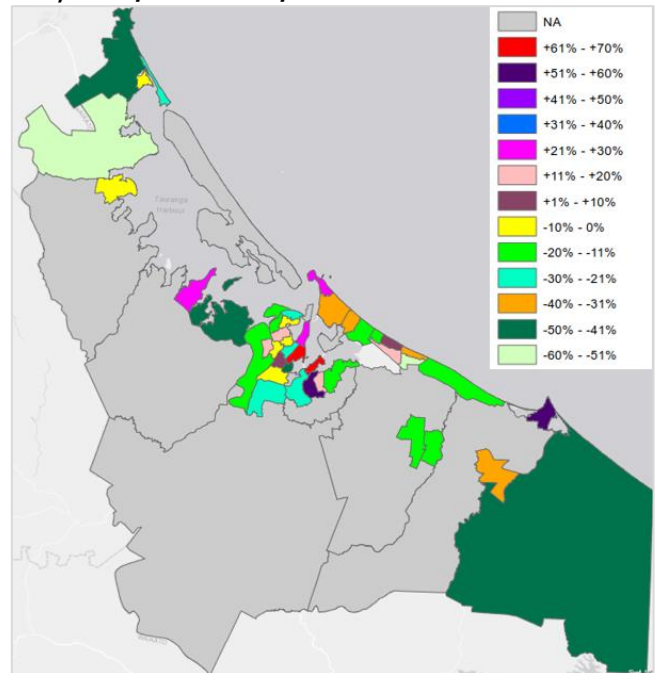 NA
+61% - +70%
+51% - +60%
+41% - +50%
+31% - +40%
+21% - +30%
+11% - +20%
+1% - +10%
-10% - 0%
-20% - -11%
-30% - -21%
-40% - -31%
-50% - -41%
-60% - -51%
Tauranga
Harbour